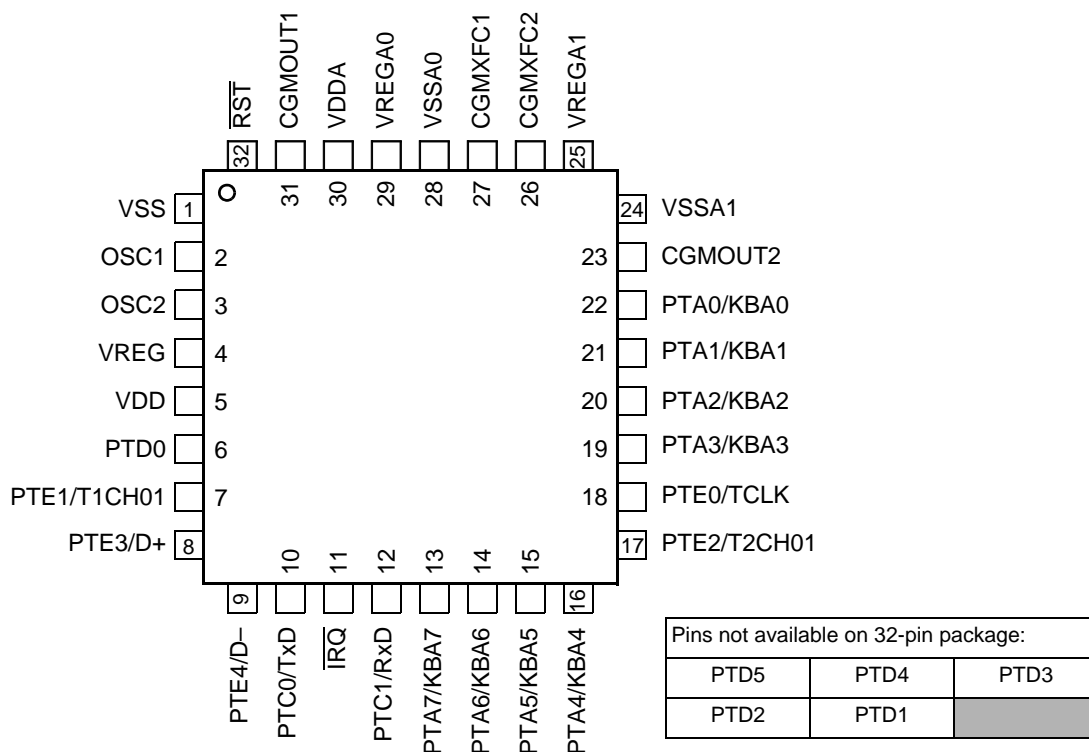 RST
CGMOUT1
VDDA
VREGA0
VSSA0
CGMXFC1
CGMXFC2
VREGA1
32
31
30
29
28
27
26
25
VSS 1
OSC1 2
OSC2 3
VREG 4
VDD 5
PTD0 6
PTE1/T1CH01 7
PTE3/D+ 8
24 VSSA1
23 CGMOUT2
22 PTA0/KBA0
21 PTA1/KBA1
20 PTA2/KBA2
19 PTA3/KBA3
18 PTE0/TCLK
17 PTE2/T2CH01
9
10
11
12
13
14
15
16
PTE4/D–
PTC0/TxD
IRQ
PTC1/RxD
PTA7/KBA7
PTA6/KBA6
PTA5/KBA5
PTA4/KBA4
Pins not available on 32-pin package:
PTD5 PTD4 PTD3
PTD2 PTD1